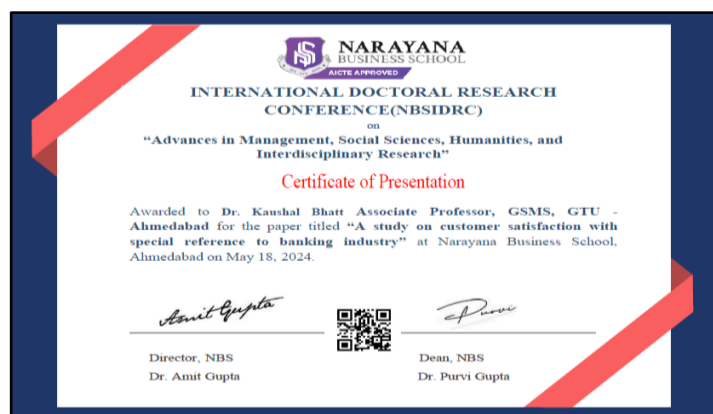 NARAYANA
BUSINESS SCHOOL
AICTE APPROVED
INTERNATIONAL DOCTORAL RESEARCH
CONFERENCE(NBSIDRC)
on
“Advances in Management, Social Sciences, Humanities, and
Interdisciplinary Research”
Certificate of Presentation
Awarded to Dr. Kaushal Bhatt Associate Professor, GSMS, GTU -
Ahmedabad for the paper titled “A study on customer satisfaction with
special reference to banking industry” at Narayana Business School,
Ahmedabad on May 18, 2024.
Amit Gupta
Purvi
Director, NBS
Dr. Amit Gupta
Dean, NBS
Dr. Purvi Gupta